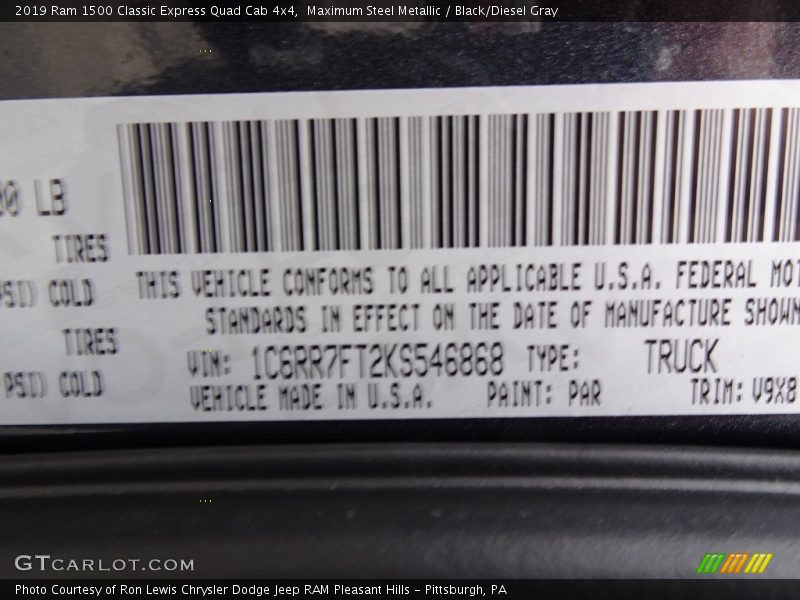 2019 Ram 1500 Classic Express Quad Cab 4x4,  Maximum Steel Metallic / Black/Diesel Gray
00 LB
TIRES
PSI) COLD
TIRES
PSI) COLD
THIS VEHICLE CONFORMS TO ALL APPLICABLE U.S.A. FEDERAL MOT
STANDARDS IN EFFECT ON THE DATE OF MANUFACTURE SHOWN
VIN: 1C6RR7FT2KS546868 TYPE: TRUCK
VEHICLE MADE IN U.S.A. PAINT: PAR TRIM: V9X8
GTCARLOT.COM
Photo Courtesy of Ron Lewis Chrysler Dodge Jeep RAM Pleasant Hills - Pittsburgh, PA